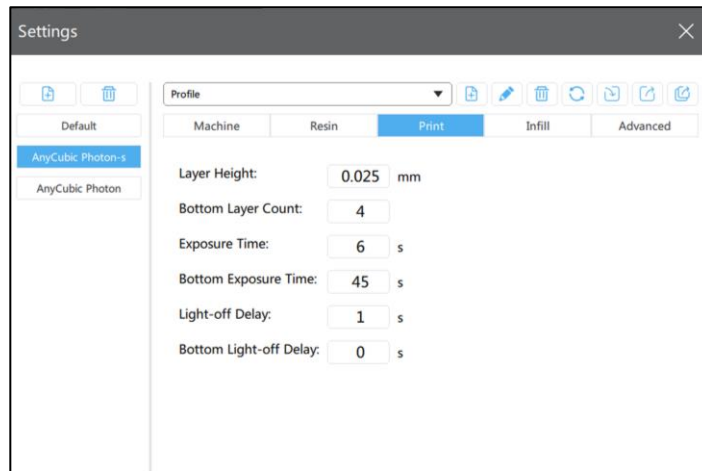 Settings
Profile
Default
Machine Resin Print Infill Advanced
AnyCubic Photon-s
AnyCubic Photon
Layer Height: 0.025 mm
Bottom Layer Count: 4
Exposure Time: 6 s
Bottom Exposure Time: 45 s
Light-off Delay: 1 s
Bottom Light-off Delay: 0 s